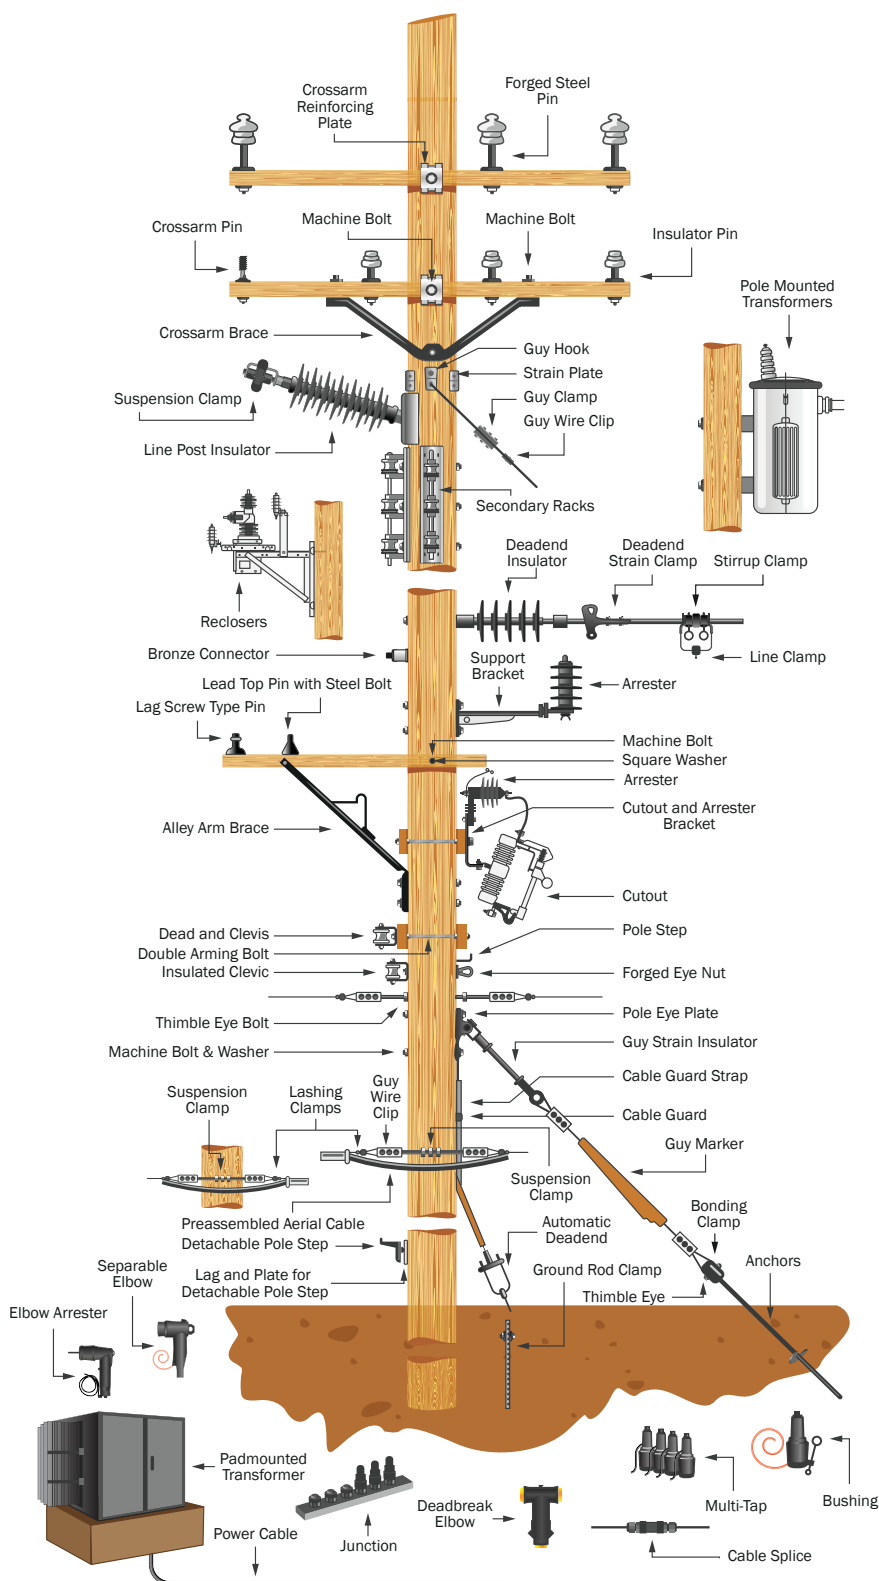 Crossarm
Reinforcing
Plate
Forged Steel
Pin
Crossarm Pin
Machine Bolt
Machine Bolt
Insulator Pin
Pole Mounted
Transformers
Crossarm Brace
Guy Hook
Strain Plate
Guy Clamp
Guy Wire Clip
Suspension Clamp
Line Post Insulator
Secondary Racks
Reclosers
Deadend
Insulator
Deadend
Strain Clamp
Stirrup Clamp
Bronze Connector
Support
Bracket
Line Clamp
Arrester
Lead Top Pin with Steel Bolt
Lag Screw Type Pin
Machine Bolt
Square Washer
Arrester
Cutout and Arrester
Bracket
Alley Arm Brace
Cutout
Dead and Clevis
Double Arming Bolt
Insulated Clevic
Pole Step
Forged Eye Nut
Thimble Eye Bolt
Pole Eye Plate
Machine Bolt & Washer
Guy Strain Insulator
Cable Guard Strap
Cable Guard
Suspension
Clamp
Lashing
Clamps
Guy
Wire
Clip
Guy Marker
Suspension
Clamp
Bonding
Clamp
Preassembled Aerial Cable
Detachable Pole Step
Automatic
Deadend
Lag and Plate for
Detachable Pole Step
Ground Rod Clamp
Anchors
Thimble Eye
Separable
Elbow
Elbow Arrester
Padmounted
Transformer
Power Cable
Junction
Deadbreak
Elbow
Multi-Tap
Bushing
Cable Splice